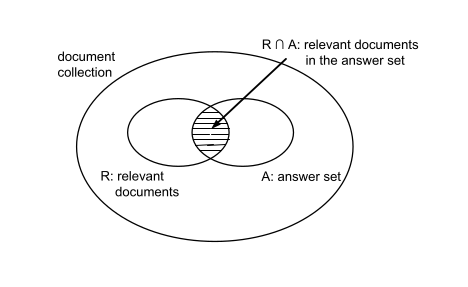 document
collection
R ∩ A: relevant documents
in the answer set
R: relevant
documents
A: answer set